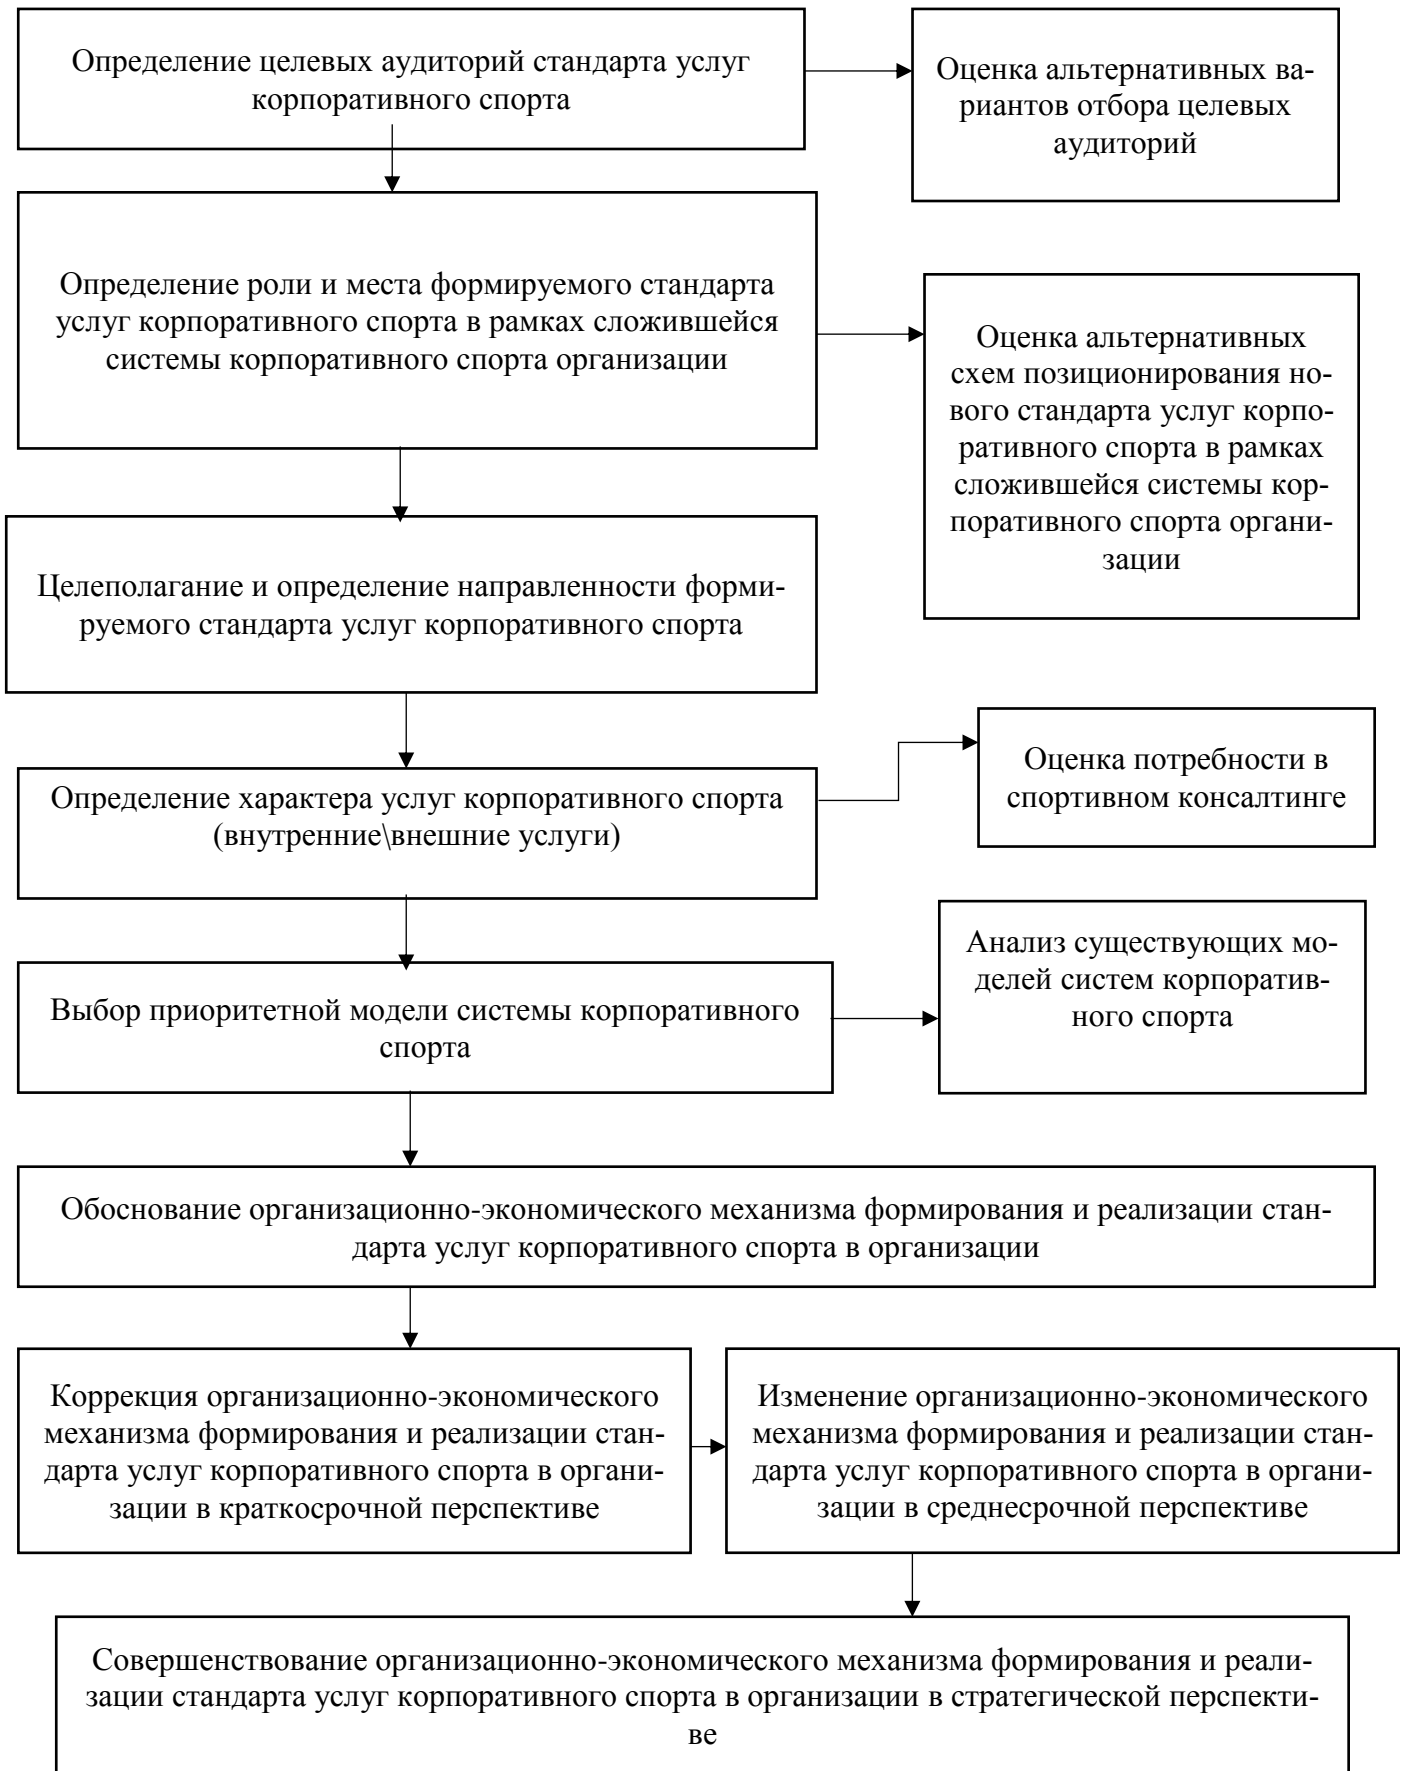 Определение целевых аудиторий стандарта услуг
корпоративного спорта
Оценка альтернативных ва-
риантов отбора целевых
аудиторий
Определение роли и места формируемого стандарта
услуг корпоративного спорта в рамках сложившейся
системы корпоративного спорта организации
Оценка альтернативных
схем позиционирования но-
вого стандарта услуг корпо-
ративного спорта в рамках
сложившейся системы кор-
поративного спорта органи-
зации
Целеполагание и определение направленности форми-
руемого стандарта услуг корпоративного спорта
Определение характера услуг корпоративного спорта
(внутренние\внешние услуги)
Оценка потребности в
спортивном консалтинге
Выбор приоритетной модели системы корпоративного
спорта
Анализ существующих мо-
делей систем корпоратив-
ного спорта
Обоснование организационно-экономического механизма формирования и реализации стан-
дарта услуг корпоративного спорта в организации
Коррекция организационно-экономического
механизма формирования и реализации стан-
дарта услуг корпоративного спорта в органи-
зации в краткосрочной перспективе
Изменение организационно-экономического
механизма формирования и реализации стан-
дарта услуг корпоративного спорта в органи-
зации в среднесрочной перспективе
Совершенствование организационно-экономического механизма формирования и реали-
зации стандарта услуг корпоративного спорта в организации в стратегической перспекти-
ве